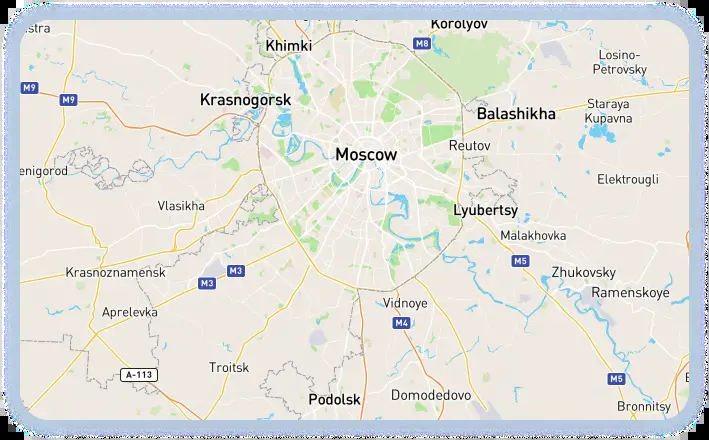 Korolyov
Khimki
M8
Losino-
Petrovsky
M9
M9
Krasnogorsk
Balashikha
Staraya
Kupavna
Moscow
Reutov
Elektrougli
Vlasikha
Lyubertsy
Malakhovka
M5
Krasnoznamensk
M3
M3
Zhukovsky
Ramenskoye
Aprelevka
Vidnoye
M4
Troitsk
A-113
M5
Podolsk
Domodedovo
Bronnitsy